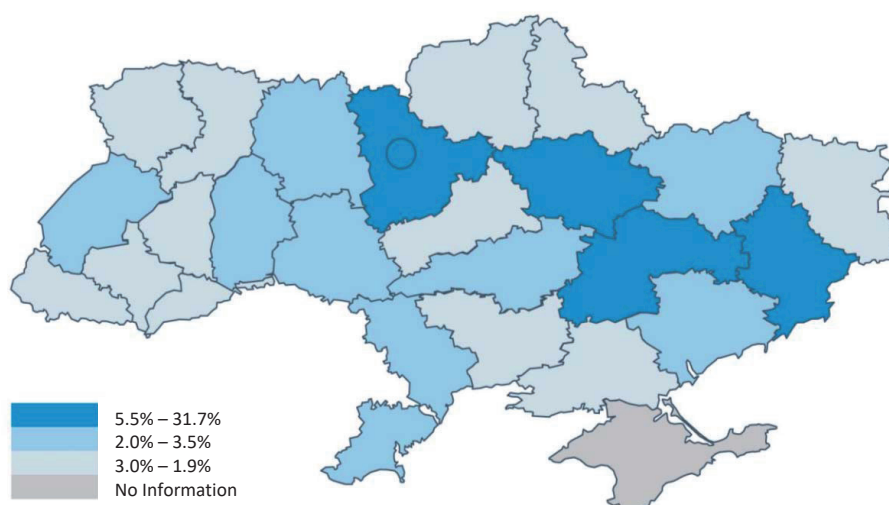 5.5% – 31.7%
2.0% – 3.5%
3.0% – 1.9%
No Information